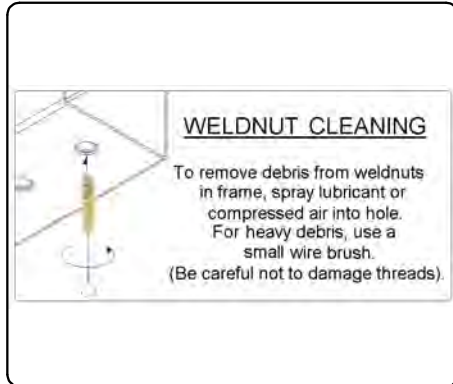 WELDNUT CLEANING
To remove debris from weldnuts
in frame, spray lubricant or
compressed air into hole.
For heavy debris, use a
small wire brush.
(Be careful not to damage threads).